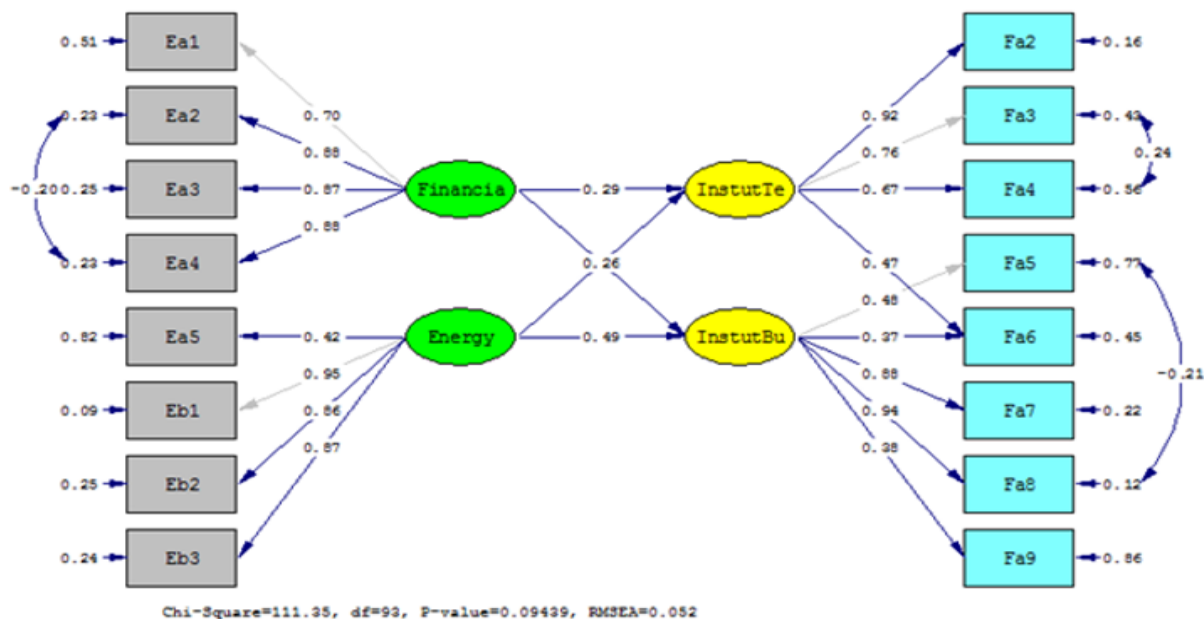 0.51 Ea1 Fa2 0.16
0.23 Ea2 0.70 0.92 Fa3 0.43
0.88 0.76 0.24
-0.20 0.25 Ea3 0.87 Financia 0.29 InstutTe 0.67 Fa4 0.56
0.88
0.23 Ea4 0.26 0.47 Fa5 0.77
0.48
0.82 Ea5 0.42 Energy 0.49 InstutBu 0.37 Fa6 0.45
0.95 0.88 -0.21
0.09 Eb1 0.86 0.94 Fa7 0.22
0.87 0.38
0.25 Eb2 Fa8 0.12
0.24 Eb3 Fa9 0.86
Chi-Square=111.35, df=93, P-value=0.09439, RMSEA=0.052